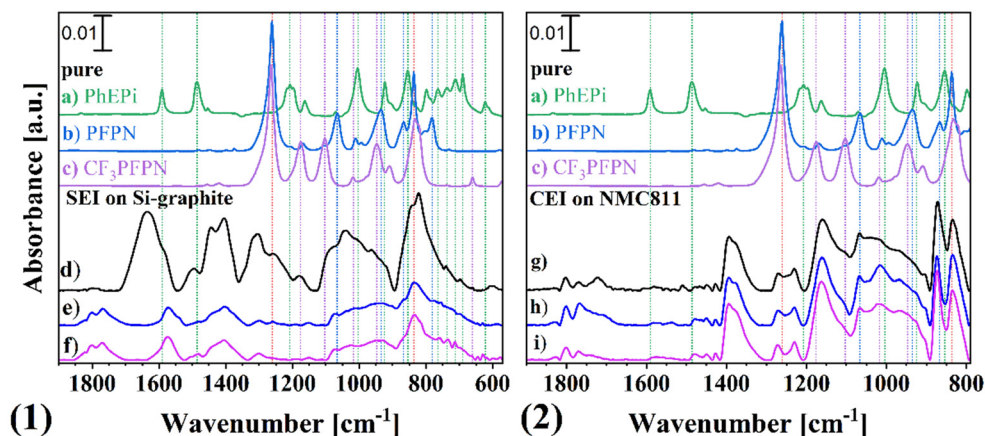 0.01
pure
a) PhEPi
b) PFPN
c) CF₃PFPN
SEI on Si-graphite
d)
e)
f)
1800 1600 1400 1200 1000 800 600
Wavenumber [cm⁻¹]
Absorbance [a.u.]
(1)
0.01
pure
a) PhEPi
b) PFPN
c) CF₃PFPN
CEI on NMC811
g)
h)
i)
1800 1600 1400 1200 1000 800
Wavenumber [cm⁻¹]
(2)